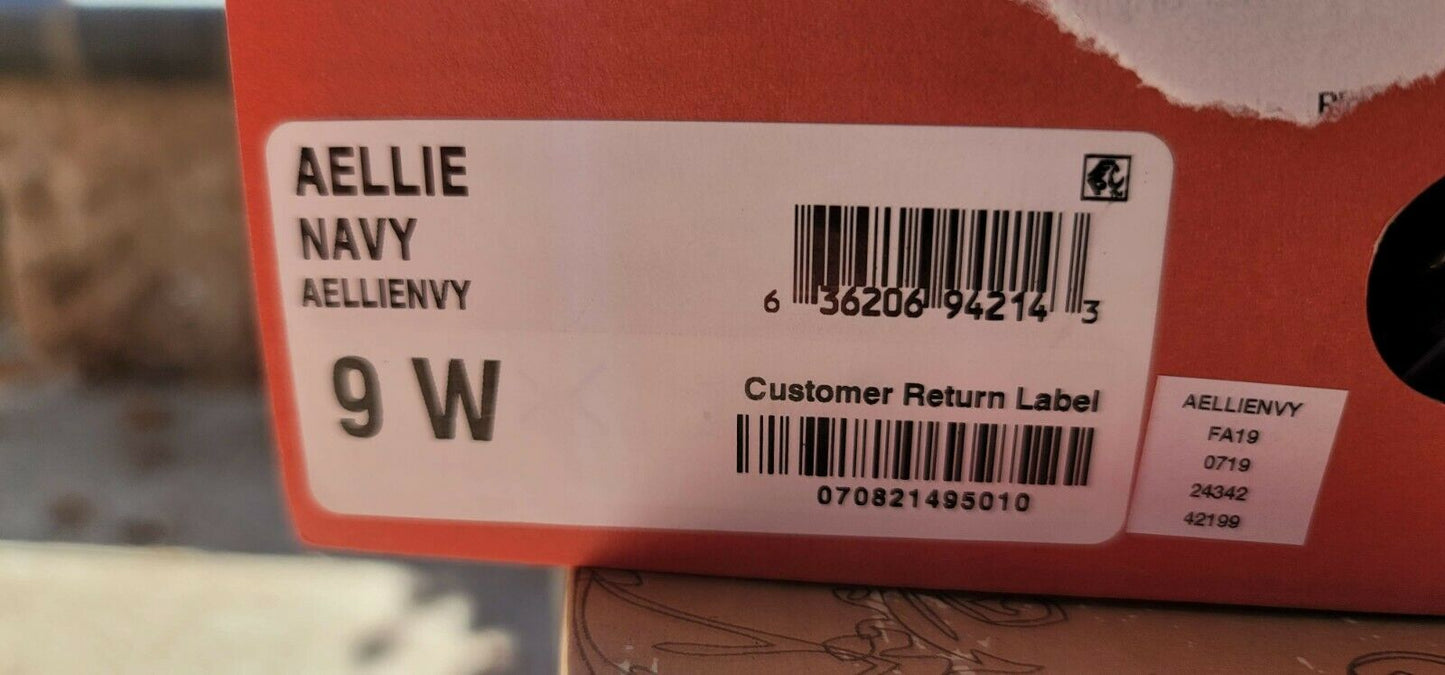 AELLIE
NAVY
AELLIENVY
9 W
6 36206 94214 3
Customer Return Label
070821495010
AELLIENVY
FA19
0719
24342
42199